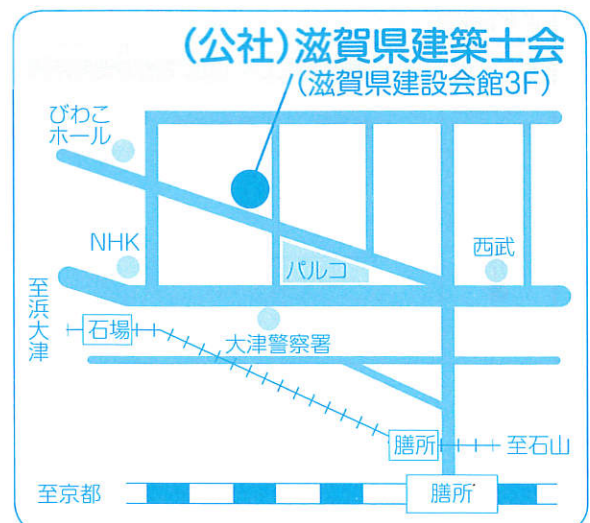 (公社)滋賀県建築士会
(滋賀県建設会館3F)
びわこ
ホール
NHK
パルコ
西武
至浜大津
石場
大津警察署
膳所
至石山
至京都
膳所